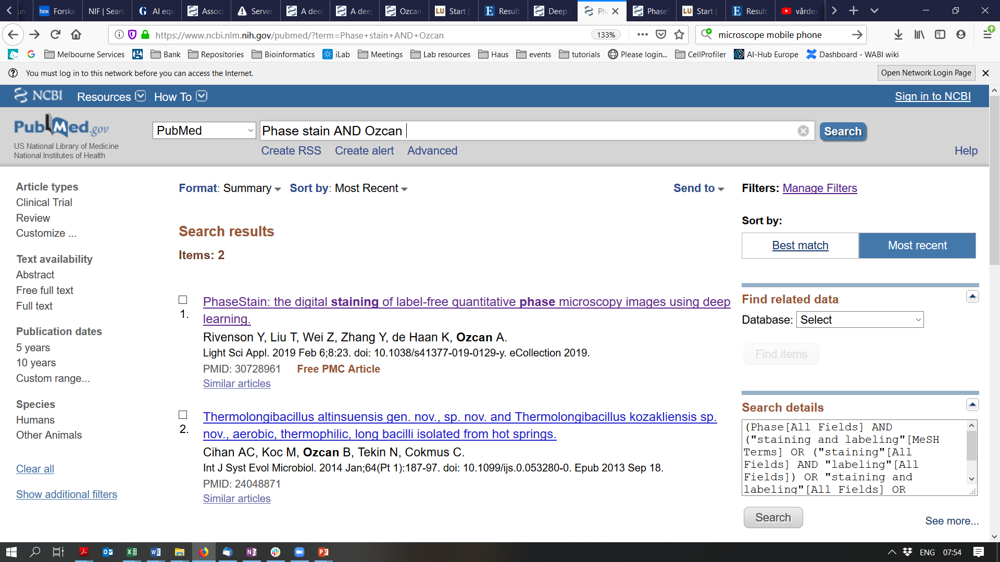 box Forska
NIF | Searc
G AI equ
Associ
Server
A deep
A deep
Ozcan
LU Start |
E Result
Deep
Pha
PhaseS
LU Start |
E Result
vårdex
https://www.ncbi.nlm.nih.gov/pubmed/?term=Phase+stain+AND+Ozcan
133%
microscope mobile phone
G Melbourne Services Bank Repositories Bioinformatics iLab Meetings Lab resources Haus events tutorials Please login... CellProfiler AI-Hub Europe Dashboard - WABI wiki
You must log in to this network before you can access the Internet.
Open Network Login Page
NCBI Resources How To
Sign in to NCBI
PubMed.gov
US National Library of Medicine
National Institutes of Health
PubMed
Phase stain AND Ozcan
Search
Create RSS Create alert Advanced
Help
Article types
Clinical Trial
Review
Customize ...
Text availability
Abstract
Free full text
Full text
Publication dates
5 years
10 years
Custom range...
Species
Humans
Other Animals
Clear all
Show additional filters
Format: Summary Sort by: Most Recent
Send to
Search results
Items: 2
1.
PhaseStain: the digital staining of label-free quantitative phase microscopy images using deep
learning.
Rivenson Y, Liu T, Wei Z, Zhang Y, de Haan K, Ozcan A.
Light Sci Appl. 2019 Feb 6;8:23. doi: 10.1038/s41377-019-0129-y. eCollection 2019.
PMID: 30728961 Free PMC Article
Similar articles
2.
Thermolongibacillus altinsuensis gen. nov., sp. nov. and Thermolongibacillus kozakliensis sp.
nov., aerobic, thermophilic, long bacilli isolated from hot springs.
Cihan AC, Koc M, Ozcan B, Tekin N, Cokmus C.
Int J Syst Evol Microbiol. 2014 Jan;64(Pt 1):187-97. doi: 10.1099/ijs.0.053280-0. Epub 2013 Sep 18.
PMID: 24048871
Similar articles
Filters: Manage Filters
Sort by:
Best match
Most recent
Find related data
Database: Select
Find items
Search details
(Phase[All Fields] AND
("staining and labeling"[MeSH
Terms] OR ("staining"[All
Fields] AND "labeling"[All
Fields]) OR "staining and
labeling"[All Fields] OR
Search
See more...
ENG 07:54